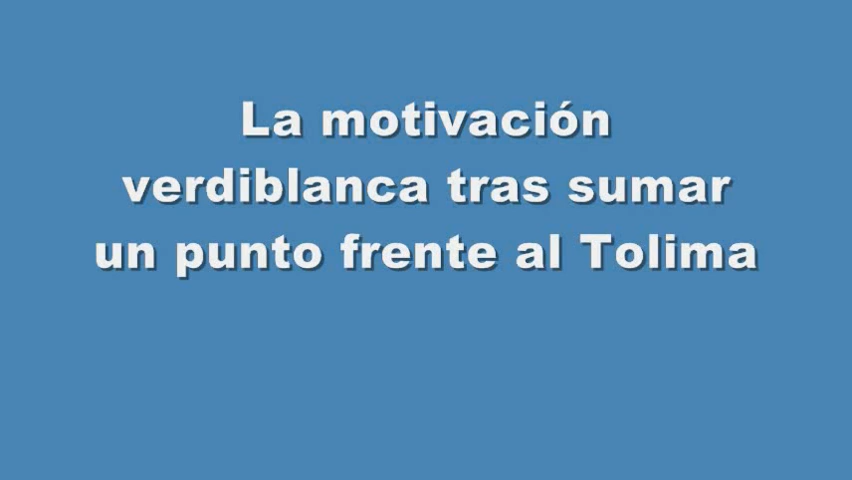 La motivación
verdiblanca tras sumar
un punto frente al Tolima